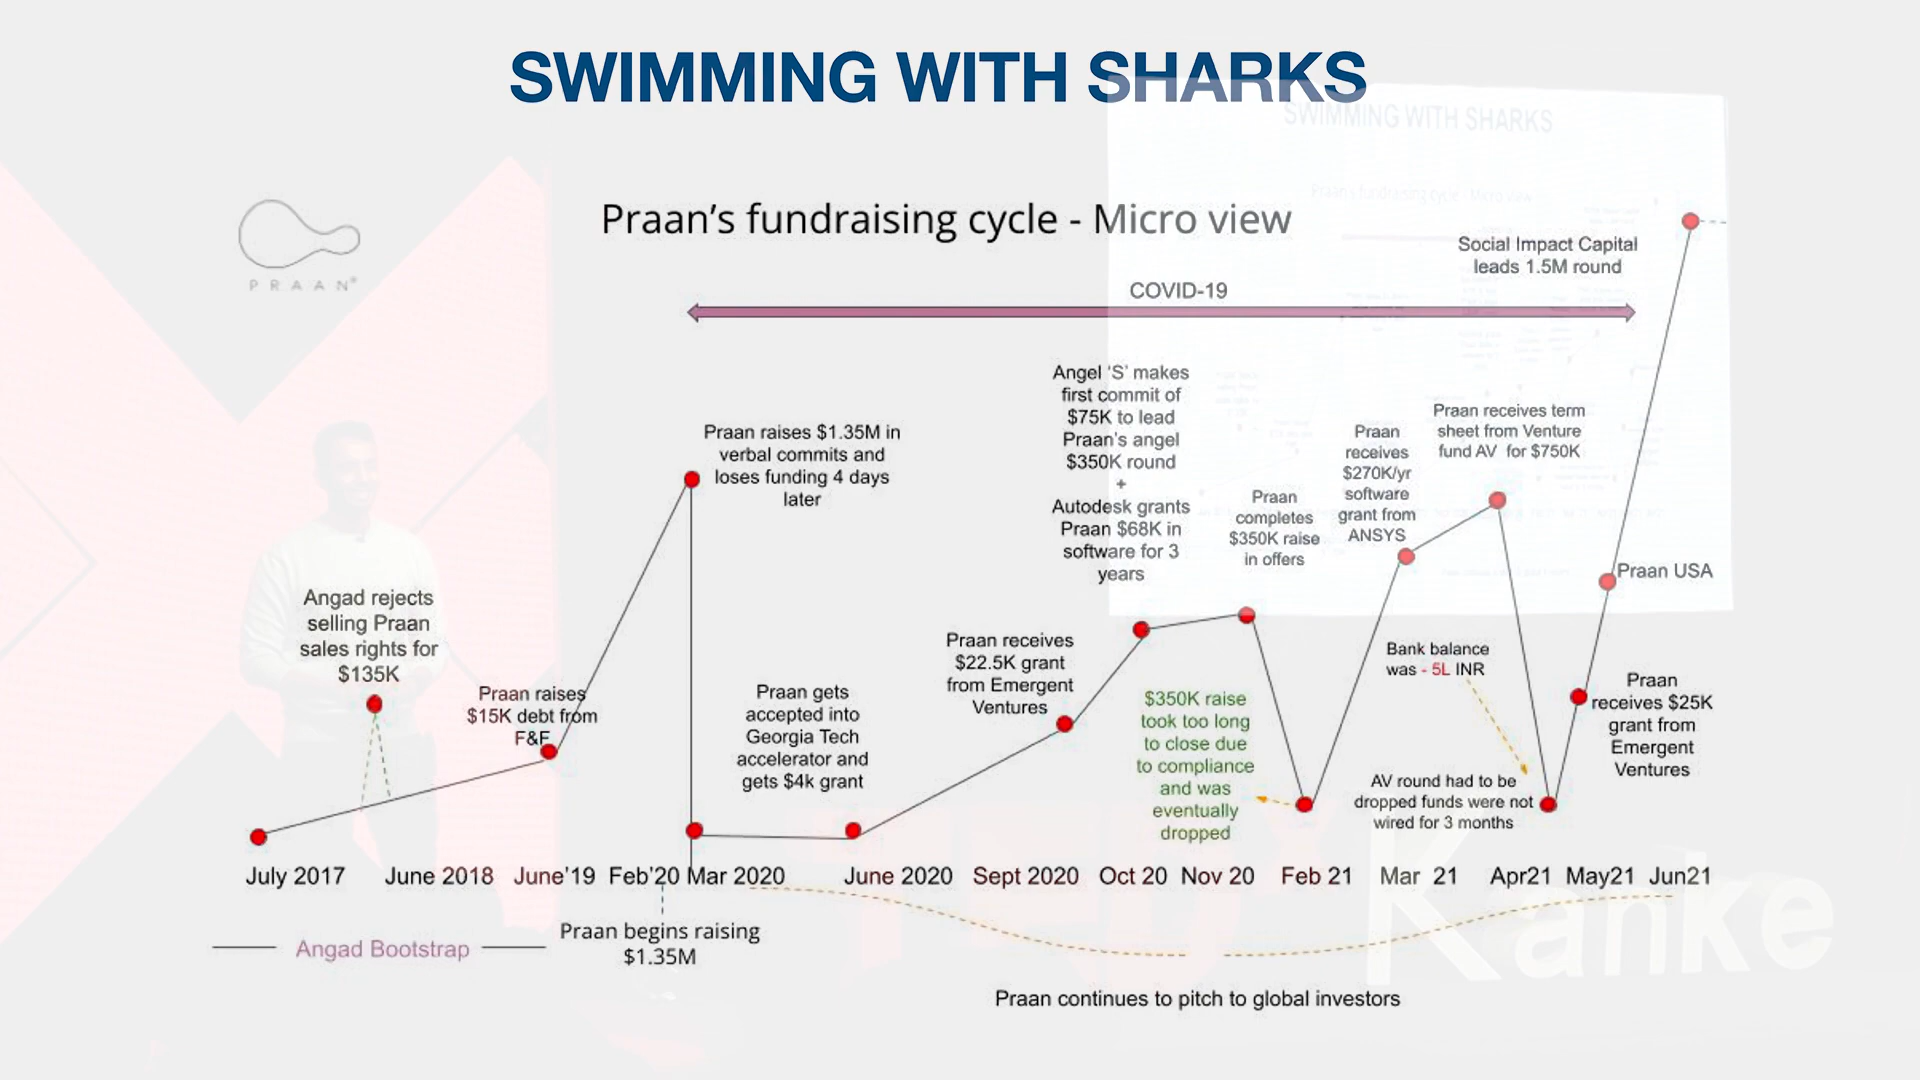 SWIMMING WITH SHARKS
SWIMMING WITH SHARKS
PRAAN®
Praan's fundraising cycle - Micro view
Praan's fundraising cycle - Micro view
Social Impact Capital
leads 1.5M round
COVID-19
Angel 'S' makes
first commit of
$75K to lead
Praan's angel
$350K round
+
Autodesk grants
Praan $68K in
software for 3
years
Praan raises $1.35M in
verbal commits and
loses funding 4 days
later
Praan
completes
$350K raise
in offers
Praan
receives
$270K/yr
software
grant from
ANSYS
Praan receives term
sheet from Venture
fund AV for $750K
Praan USA
Angad rejects
selling Praan
sales rights for
$135K
Praan raises
$15K debt from
F&F
Praan gets
accepted into
Georgia Tech
accelerator and
gets $4k grant
Praan receives
$22.5K grant
from Emergent
Ventures
$350K raise
took too long
to close due
to compliance
and was
eventually
dropped
Bank balance
was - 5L INR
AV round had to be
dropped funds were not
wired for 3 months
Praan
receives $25K
grant from
Emergent
Ventures
July 2017 June 2018 June'19 Feb'20 Mar 2020 June 2020 Sept 2020 Oct 20 Nov 20 Feb 21 Mar 21 Apr21 May21 Jun21
Angad Bootstrap
Praan begins raising
$1.35M
Praan continues to pitch to global investors
Kanke